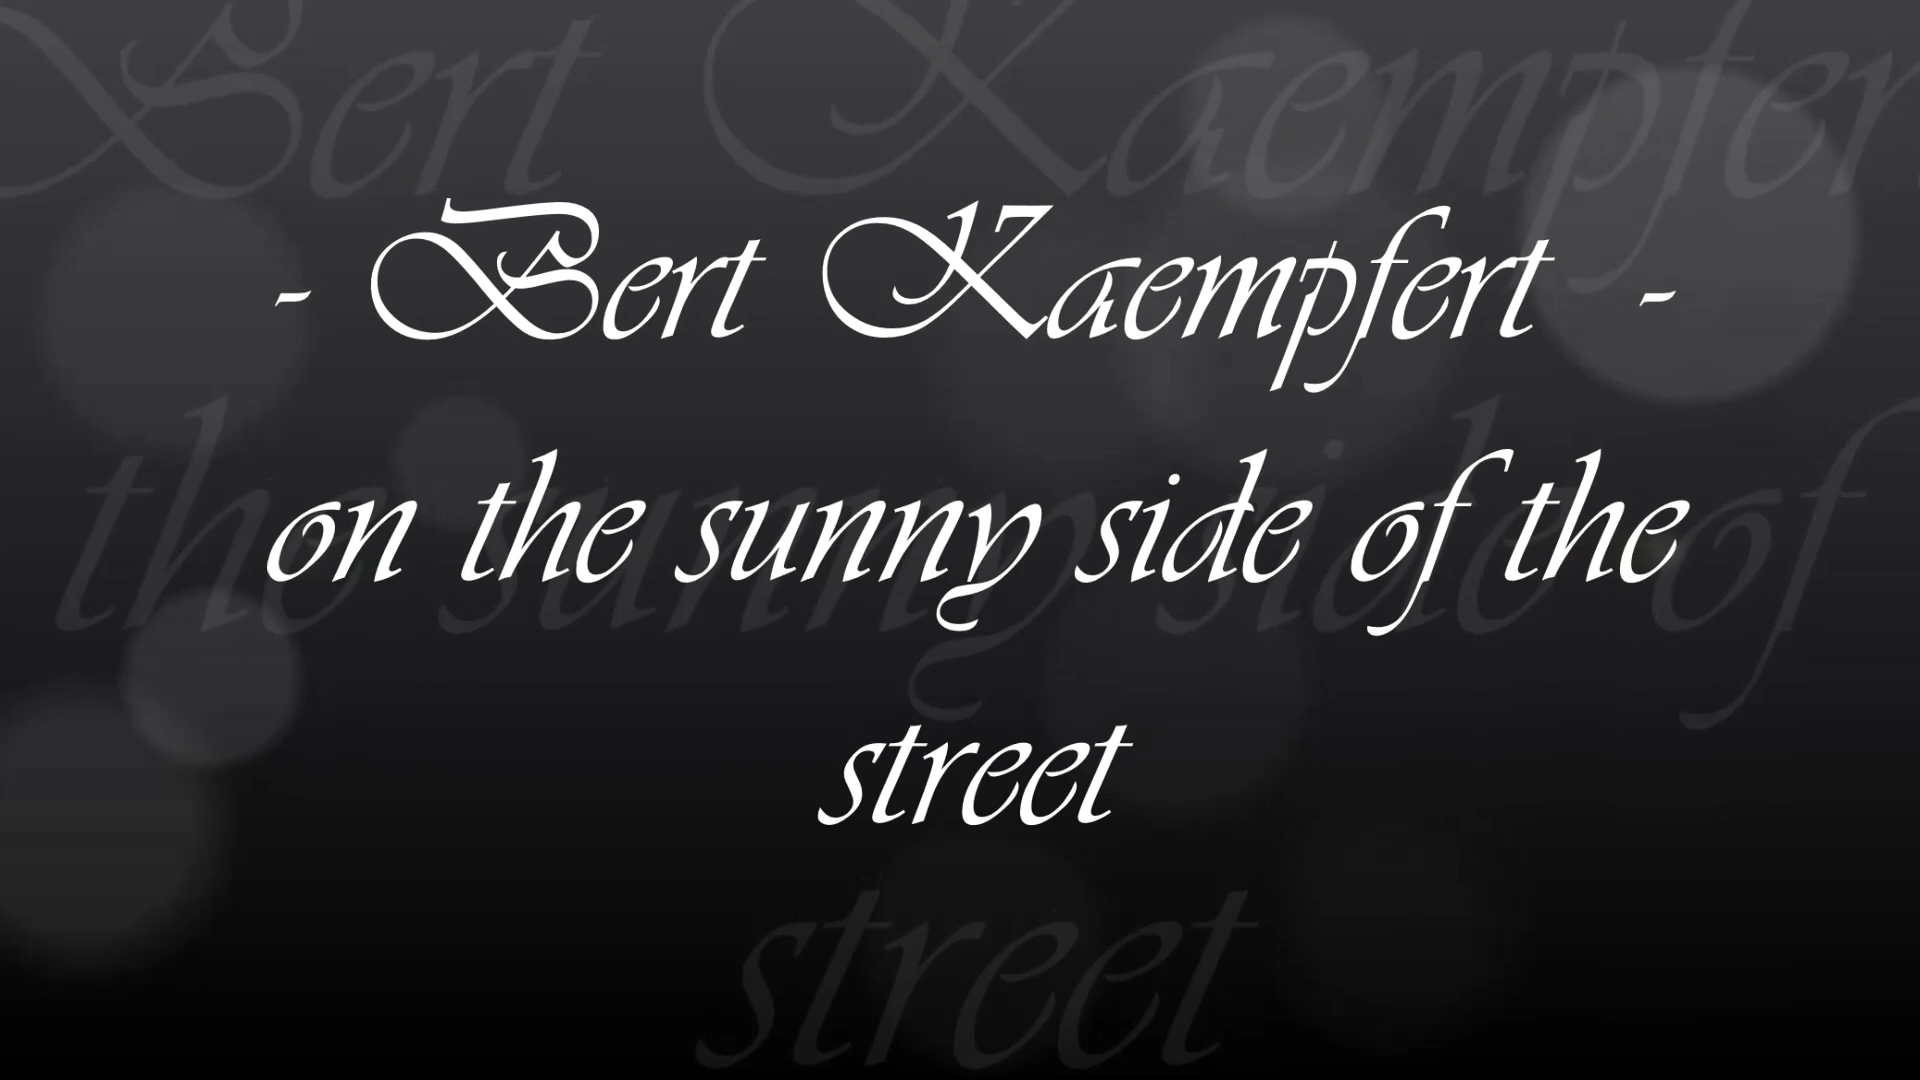 - Bert Kaempfert -
on the sunny side of the
street